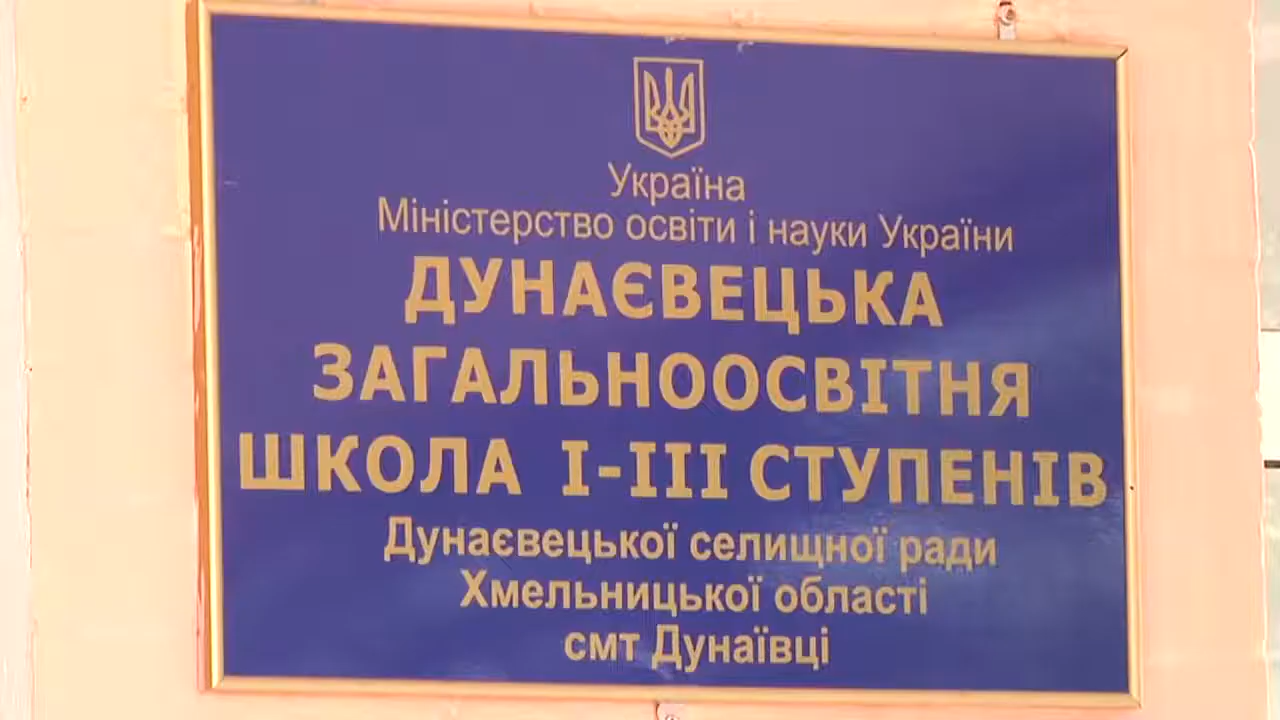 Україна
Міністерство освіти і науки України
ДУНАЄВЕЦЬКА
ЗАГАЛЬНООСВІТНЯ
ШКОЛА І-ІІІ СТУПЕНІВ
Дунаєвецької селищної ради
Хмельницької області
смт Дунаївці